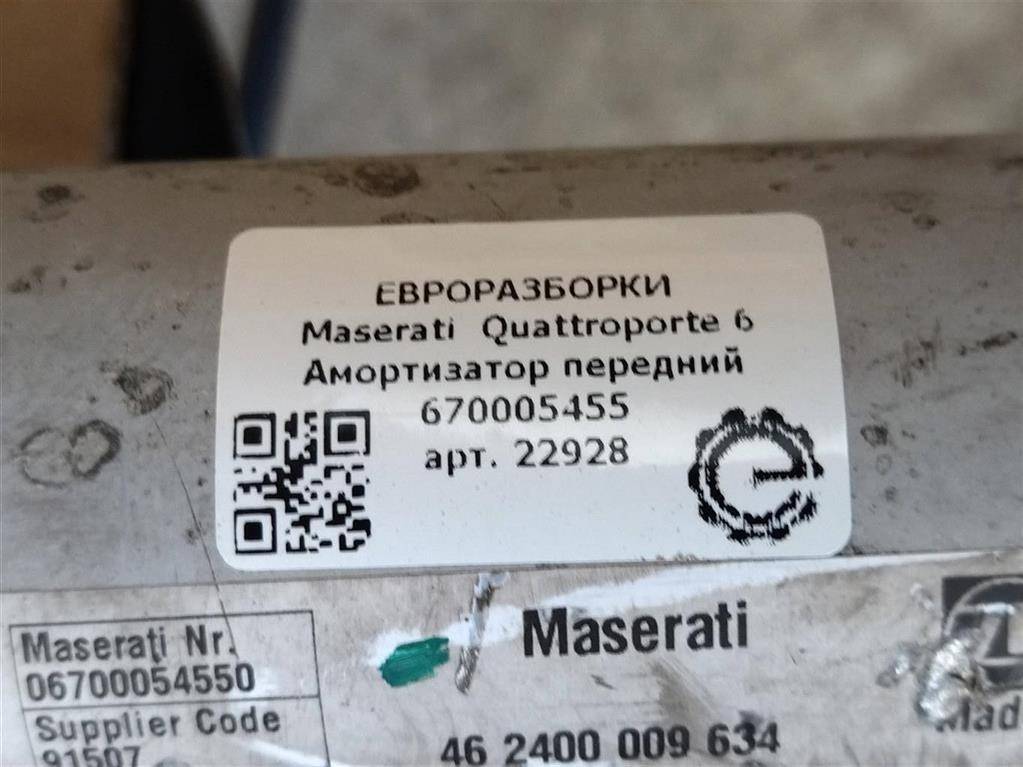 ЕВРОРАЗБОРКИ
Maserati Quattroporte 6
Амортизатор передний
670005455
арт. 22928
Maserati Nr.
06700054550
Supplier Code
91507
Maserati
46 2400 009 634